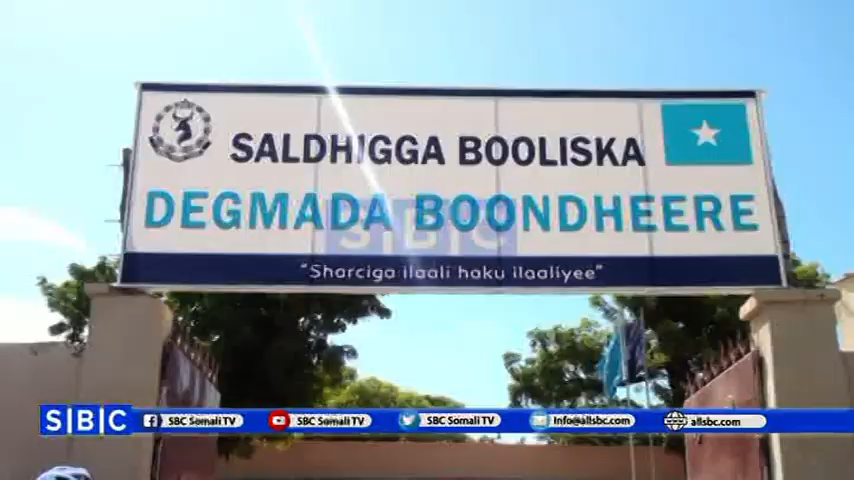 SALDHIGGA BOOLISKA
DEGMADA BOONDHEERE
SBC
"Sharciga ilaali haku ilaaliyee"
SBC SBC Somali TV SBC Somali TV SBC Somali TV Info@allsbc.com allsbc.com